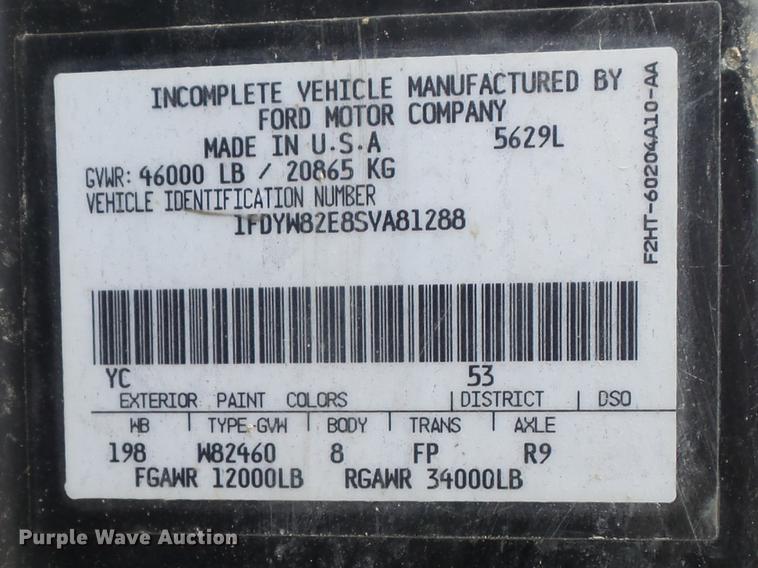 INCOMPLETE VEHICLE MANUFACTURED BY
FORD MOTOR COMPANY
MADE IN U.S.A 5629L
GVWR: 46000 LB / 20865 KG
VEHICLE IDENTIFICATION NUMBER
1FDYW82E8SVA81288
F2HT-60204A10-AA
YC 53
EXTERIOR PAINT COLORS | DISTRICT | DSO
WB | TYPE-GVW | BODY | TRANS | AXLE
198 W82460 8 FP R9
FGAWR 12000LB RGAWR 34000LB
Purple Wave Auction